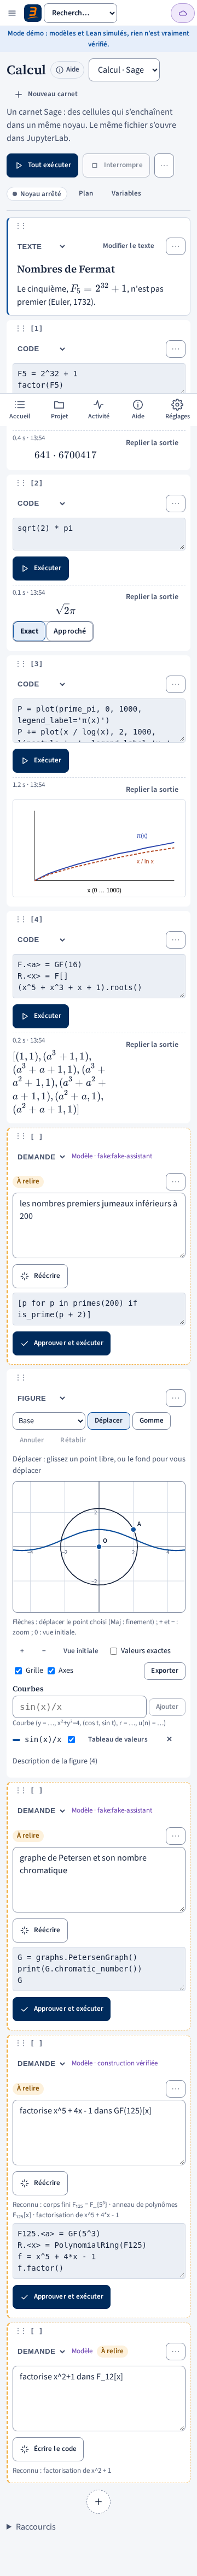 Recherch…
Mode démo : modèles et Lean simulés, rien n'est vraiment
vérifié.
Calcul
Aide
Calcul · Sage
Nouveau carnet
Un carnet Sage : des cellules qui s'enchaînent
dans un même noyau. Le même fichier s'ouvre
dans JupyterLab.
Tout exécuter
Interrompre
...
Noyau arrêté
Plan
Variables
TEXTE
Modifier le texte
...
Nombres de Fermat
Le cinquième, F₅ = 2³² + 1, n'est pas
premier (Euler, 1732).
[1]
CODE
...
F5 = 2^32 + 1
factor(F5)
Accueil
Projet
Activité
Aide
Réglages
0.4 s · 13:54
Replier la sortie
641 · 6700417
[2]
CODE
...
sqrt(2) * pi
Exécuter
0.1 s · 13:54
Replier la sortie
√2π
Exact
Approché
[3]
CODE
...
P = plot(prime_pi, 0, 1000,
legend_label='π(x)')
P += plot(x / log(x), 2, 1000,
Exécuter
1.2 s · 13:54
Replier la sortie
π(x)
x / ln x
x (0 … 1000)
[4]
CODE
...
F.<a> = GF(16)
R.<x> = F[]
(x^5 + x^3 + x + 1).roots()
Exécuter
0.2 s · 13:54
Replier la sortie
[(1, 1), (a³ + 1, 1),
(a³ + a + 1, 1), (a³ +
a² + 1, 1), (a³ + a² +
a + 1, 1), (a² + a, 1),
(a² + a + 1, 1)]
[ ]
DEMANDE
Modèle · fake:fake-assistant
À relire
...
les nombres premiers jumeaux inférieurs à
200
Réécrire
[p for p in primes(200) if
is_prime(p + 2)]
Approuver et exécuter
FIGURE
...
Base
Déplacer
Gomme
Annuler
Rétablir
Déplacer : glissez un point libre, ou le fond pour vous
déplacer
2
A
-4
-2
O
2
4
-2
Flèches : déplacer le point choisi (Maj : finement) ; + et − :
zoom ; 0 : vue initiale.
+
−
Vue initiale
Valeurs exactes
Grille
Axes
Exporter
Courbes
sin(x)/x
Ajouter
Courbe (y = …, x²+y²=4, (cos t, sin t), r = …, u(n) = …)
sin(x)/x
Tableau de valeurs
×
Description de la figure (4)
[ ]
DEMANDE
Modèle · fake:fake-assistant
À relire
...
graphe de Petersen et son nombre
chromatique
Réécrire
G = graphs.PetersenGraph()
print(G.chromatic_number())
G
Approuver et exécuter
[ ]
DEMANDE
Modèle · construction vérifiée
À relire
...
factorise x^5 + 4x - 1 dans GF(125)[x]
Réécrire
Reconnu : corps fini F₁₂₅ = F_(5³) · anneau de polynômes
F₁₂₅[x] · factorisation de x^5 + 4*x - 1
F125.<a> = GF(5^3)
R.<x> = PolynomialRing(F125)
f = x^5 + 4*x - 1
f.factor()
Approuver et exécuter
[ ]
DEMANDE
Modèle
À relire
...
factorise x^2+1 dans F_12[x]
Écrire le code
Reconnu : factorisation de x^2 + 1
+
Raccourcis